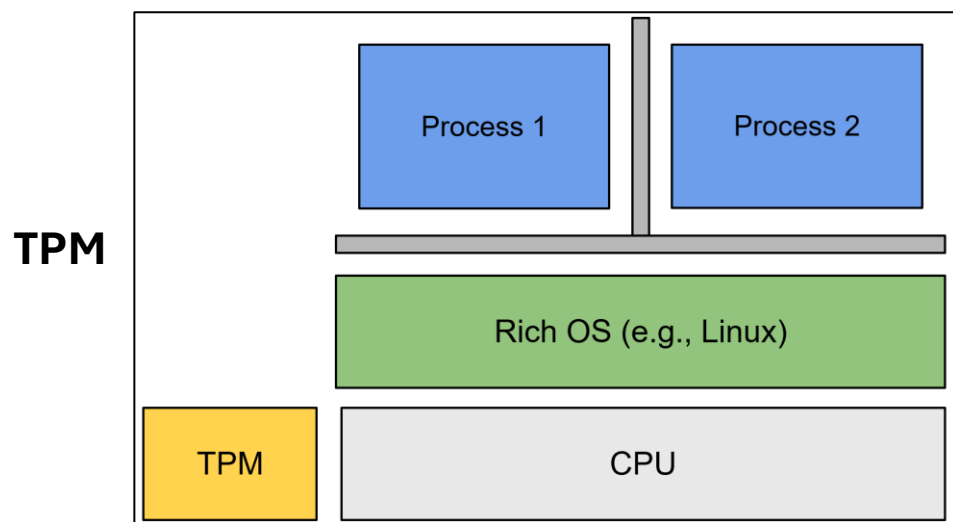 Process 1
Process 2
TPM
Rich OS (e.g., Linux)
TPM
CPU